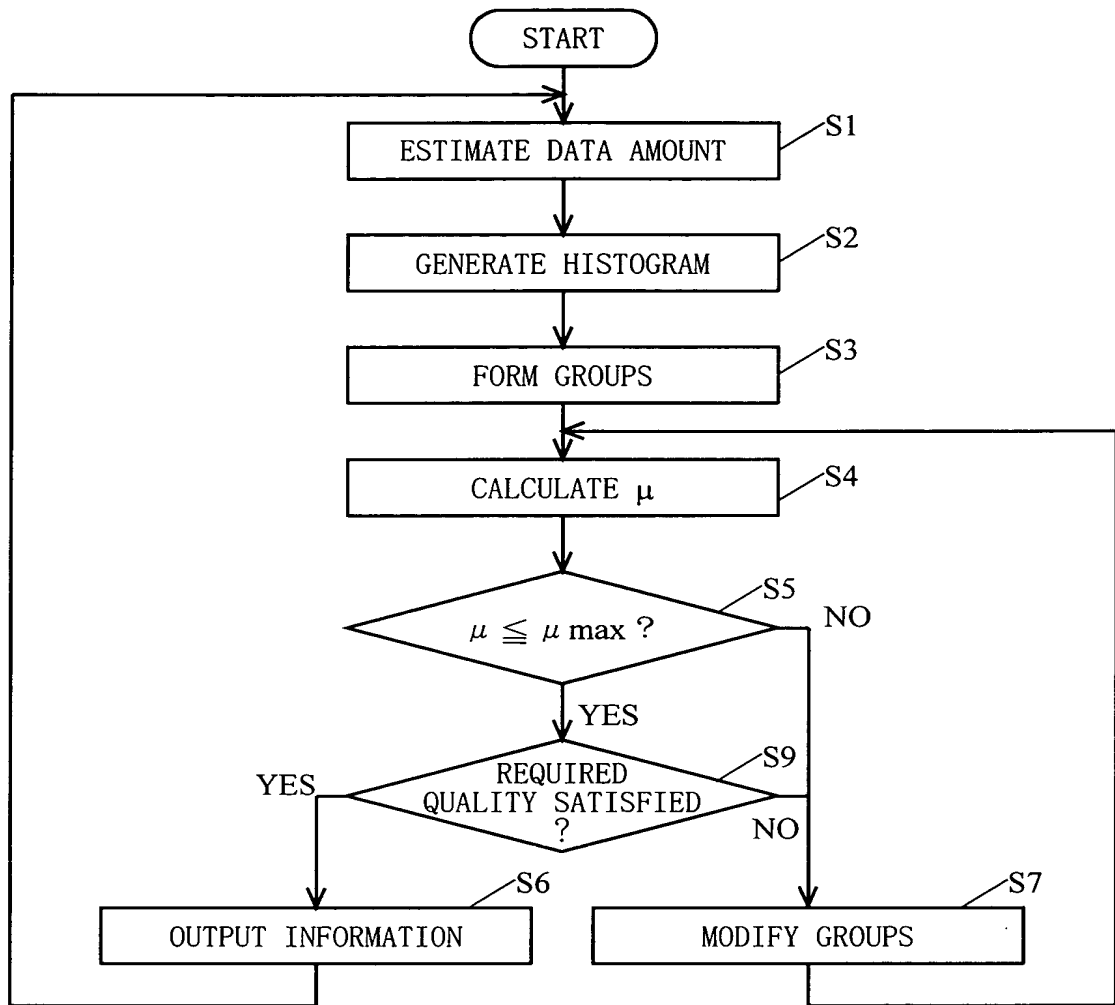 START
S1
ESTIMATE DATA AMOUNT
S2
GENERATE HISTOGRAM
S3
FORM GROUPS
S4
CALCULATE μ
S5
μ ≦ μ max ?
NO
YES
S9
REQUIRED
QUALITY SATISFIED
?
YES
NO
S6
OUTPUT INFORMATION
S7
MODIFY GROUPS